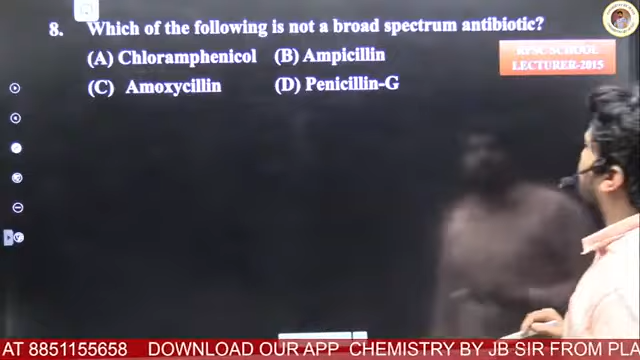 8. Which of the following is not a broad spectrum antibiotic?
(A) Chloramphenicol (B) Ampicillin
(C) Amoxycillin (D) Penicillin-G
RPSC SCHOOL
LECTURER-2015
AT 8851155658 DOWNLOAD OUR APP CHEMISTRY BY JB SIR FROM PLA